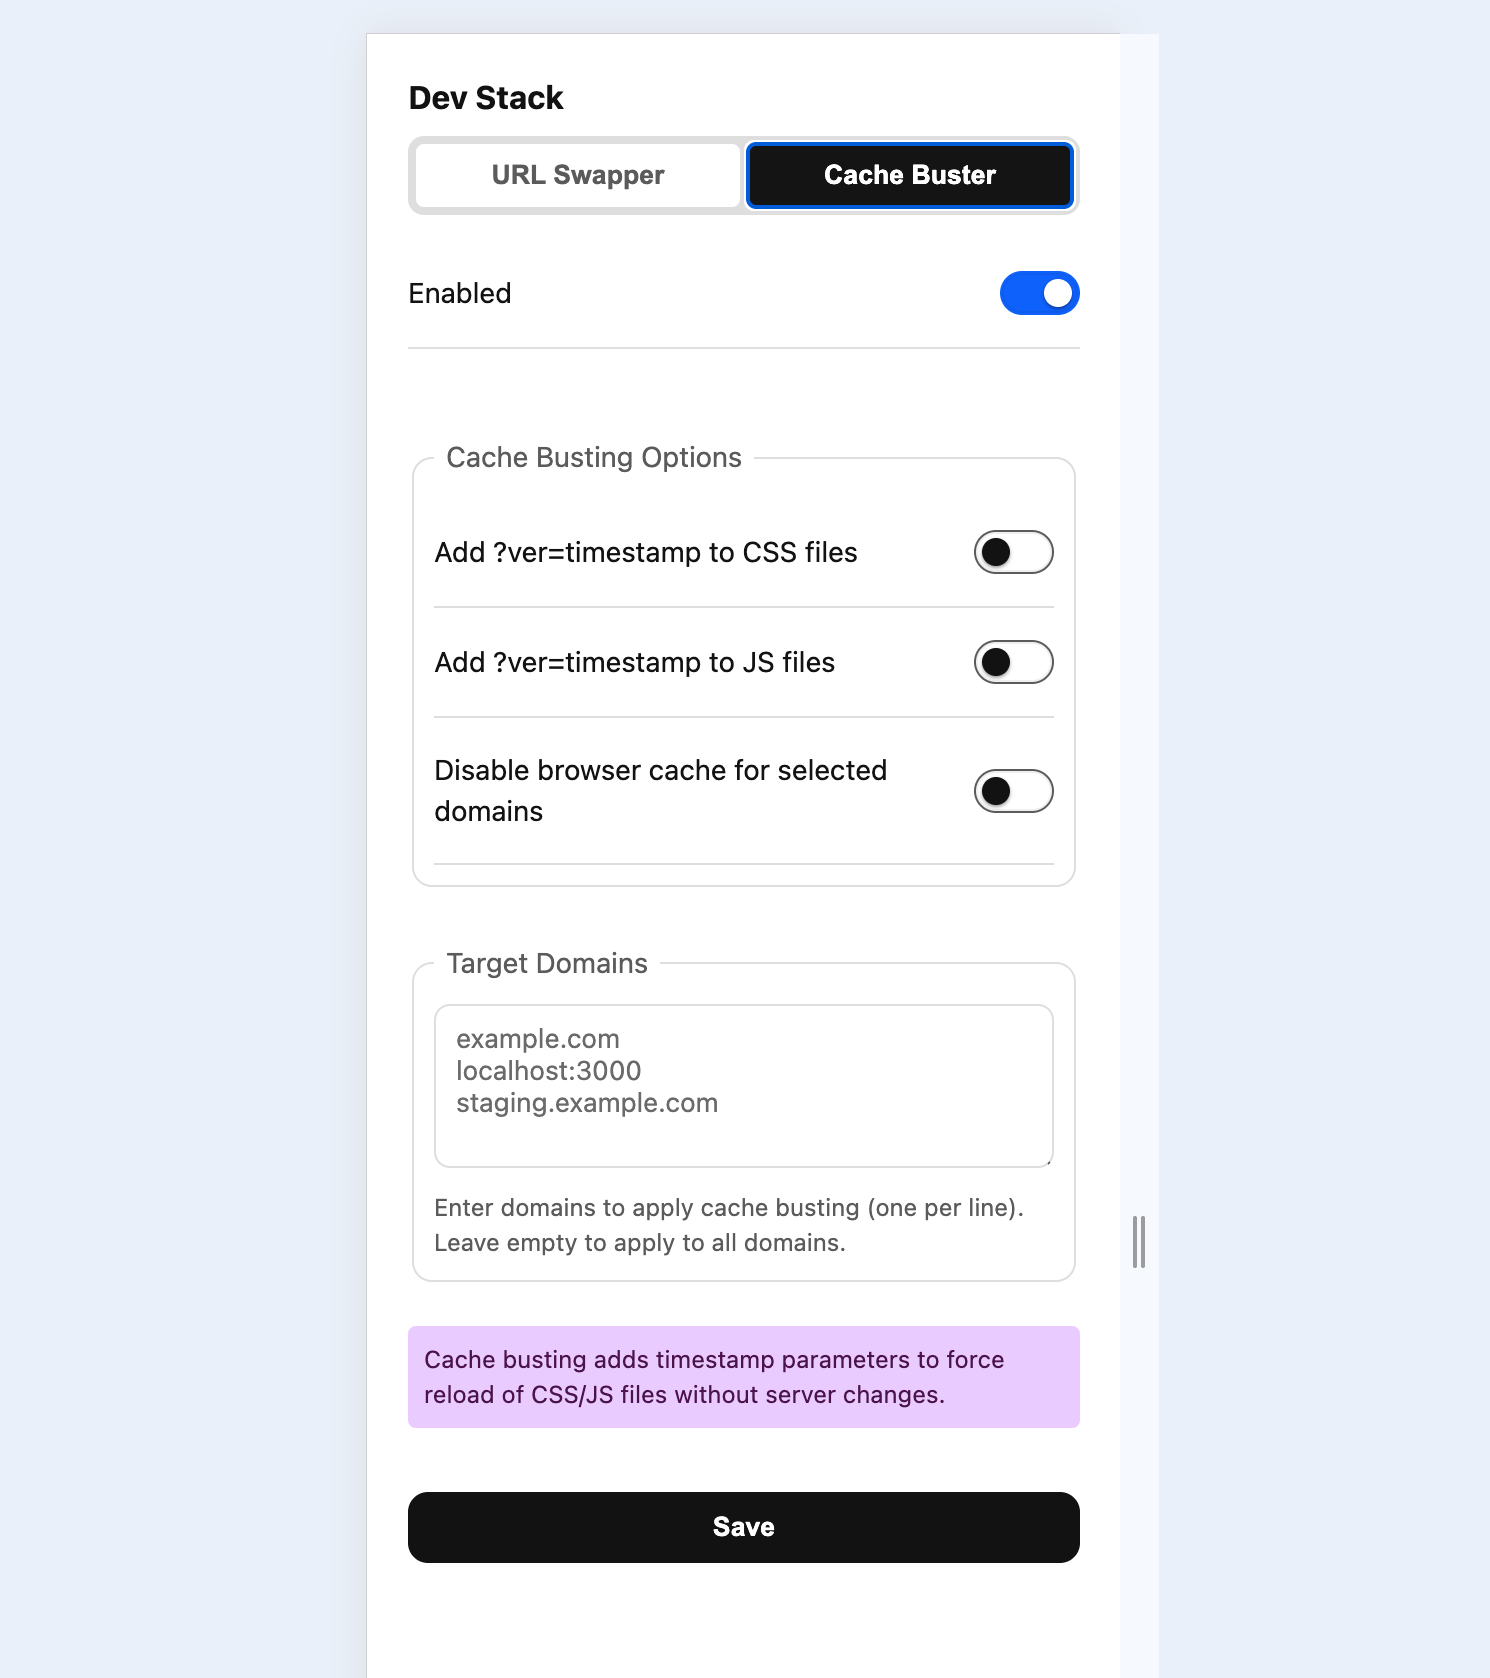 Dev Stack
URL Swapper
Cache Buster
Enabled
Cache Busting Options
Add ?ver=timestamp to CSS files
Add ?ver=timestamp to JS files
Disable browser cache for selected
domains
Target Domains
example.com
localhost:3000
staging.example.com
Enter domains to apply cache busting (one per line).
Leave empty to apply to all domains.
Cache busting adds timestamp parameters to force
reload of CSS/JS files without server changes.
Save